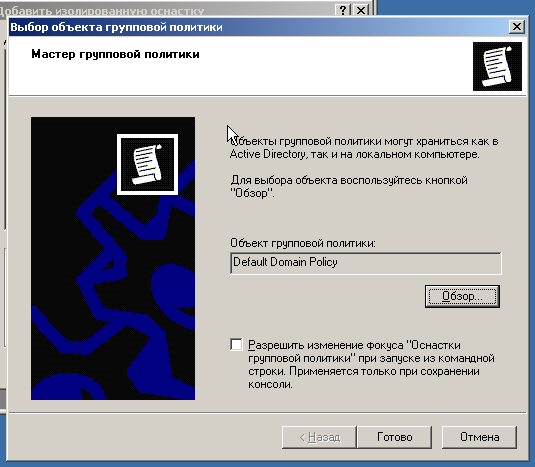 Добавить изолированную оснастку
Выбор объекта групповой политики
Мастер групповой политики
Объекты групповой политики могут храниться как в
Active Directory, так и на локальном компьютере.
Для выбора объекта воспользуйтесь кнопкой
"Обзор".
Объект групповой политики:
Default Domain Policy
Обзор...
Разрешить изменение фокуса "Оснастки
групповой политики" при запуске из командной
строки. Применяется только при сохранении
консоли.
< Назад
Готово
Отмена